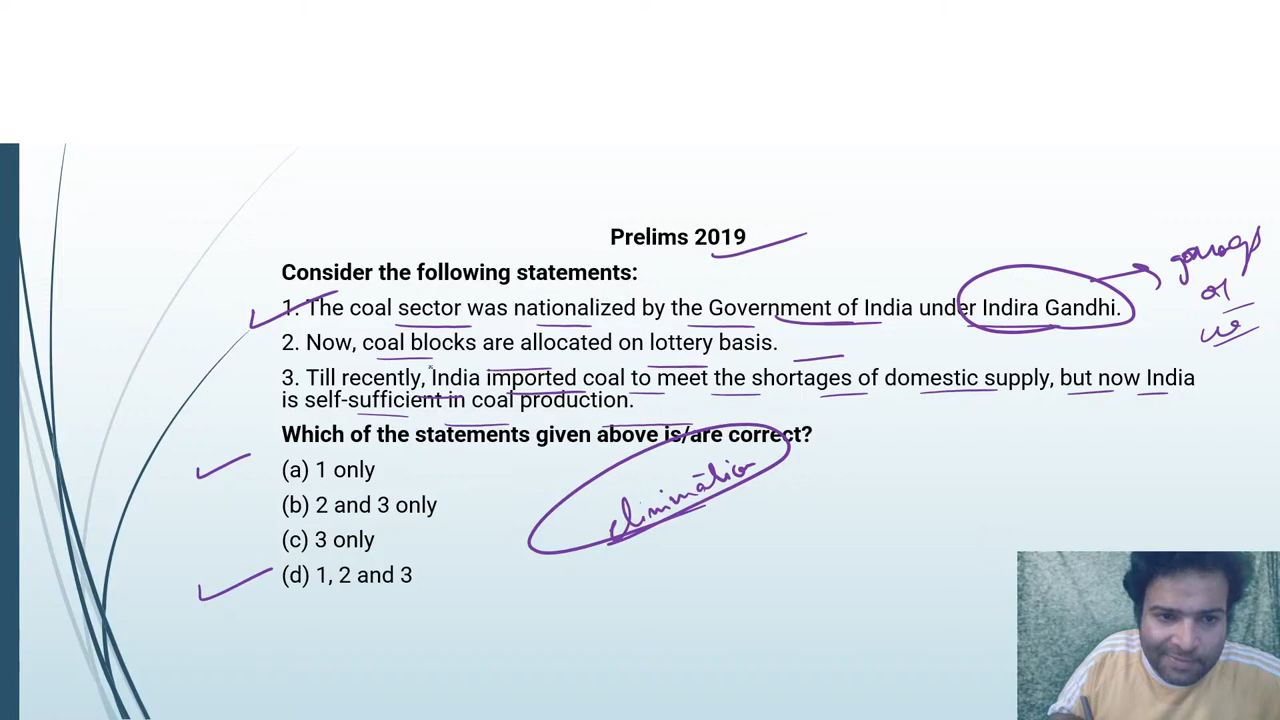 Prelims 2019
Consider the following statements:
1. The coal sector was nationalized by the Government of India under Indira Gandhi.
2. Now, coal blocks are allocated on lottery basis.
3. Till recently, India imported coal to meet the shortages of domestic supply, but now India
is self-sufficient in coal production.
Which of the statements given above is/are correct?
(a) 1 only
(b) 2 and 3 only
(c) 3 only
(d) 1, 2 and 3
elimination